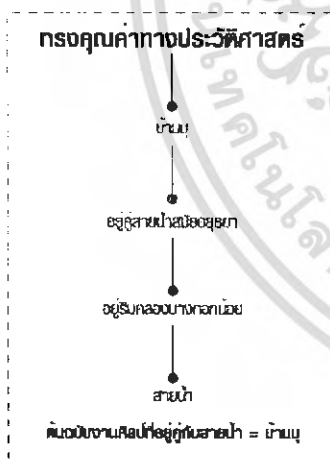 ทรงคุณค่าทางประวัติศาสตร์
บ้านบุ
อยู่คู่สายน้ำสมัยอยุธยา
อยู่ริมคลองบางกอกน้อย
สายน้ำ
ต้นฉบับงานศิลป์ที่อยู่คู่กับสายน้ำ = บ้านบุ